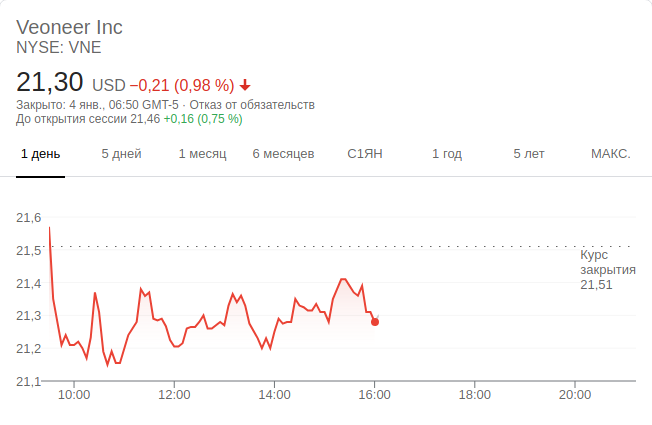 Veoneer Inc
NYSE: VNE
21,30 USD −0,21 (0,98 %)
Закрыто: 4 янв., 06:50 GMT-5 · Отказ от обязательств
До открытия сессии 21,46 +0,16 (0,75 %)
1 день 5 дней 1 месяц 6 месяцев С1ЯН 1 год 5 лет МАКС.
21,6
21,5
Курс
закрытия
21,51
21,4
21,3
21,2
21,1
10:00 12:00 14:00 16:00 18:00 20:00